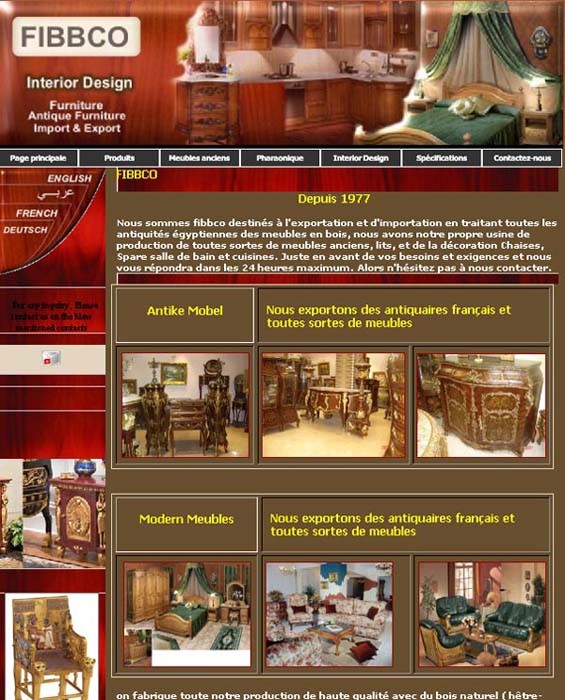 FIBBCO
Interior Design
Furniture
Antique Furniture
Import & Export
Page principale
Produits
Meubles anciens
Pharaonique
Interior Design
Spécifications
Contactez-nous
ENGLISH
عربي
FRENCH
DEUTSCH
FIBBCO
Depuis 1977
Nous sommes fibbco destinés à l'exportation et d'importation en traitant toutes les
antiquités égyptiennes des meubles en bois, nous avons notre propre usine de
production de toutes sortes de meubles anciens, lits, et de la décoration Chaises,
Spare salle de bain et cuisines. Juste en avant de vos besoins et exigences et nous
vous répondra dans les 24 heures maximum. Alors n'hésitez pas à nous contacter.
For any inquiry, Please
contact us on the
mentioned contacts
Antike Mobel
Nous exportons des antiquaires français et
toutes sortes de meubles
Modern Meubles
Nous exportons des antiquaires français et
toutes sortes de meubles
on fabrique toute notre production de haute qualité avec du bois naturel ( hêtre-